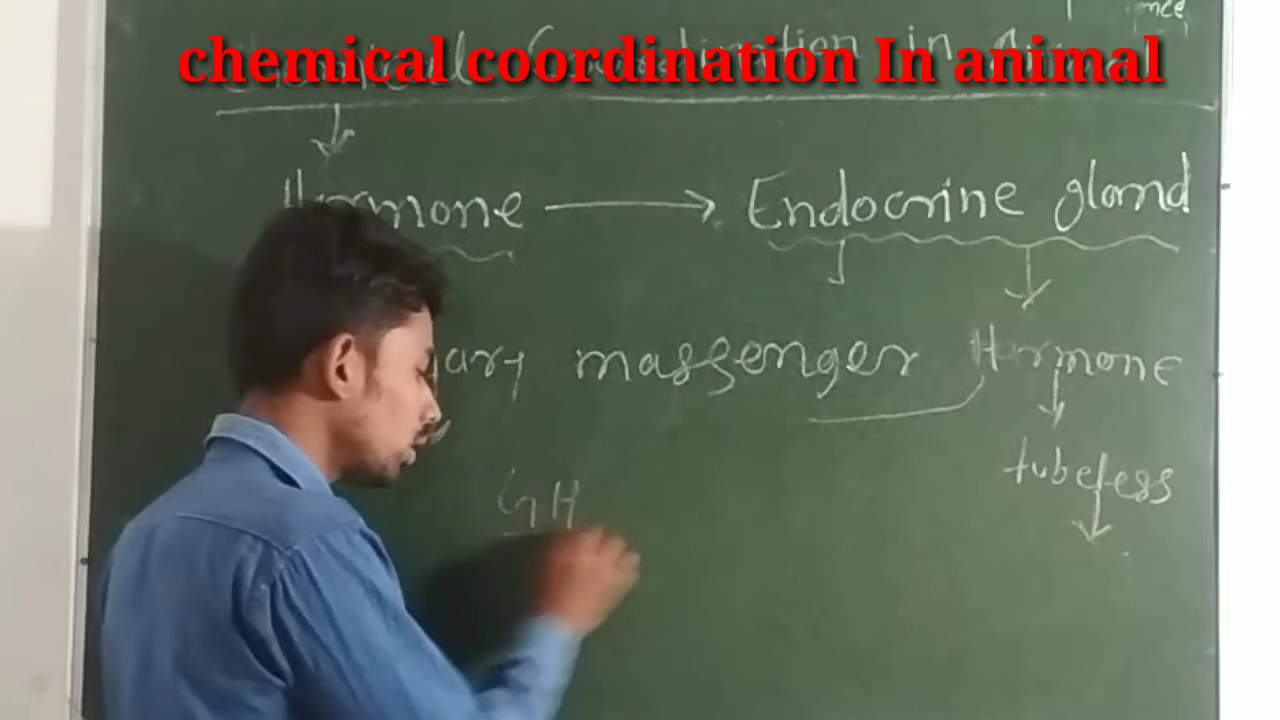 chemical coordination In animal
Hormone → Endocrine gland
massenger Hormone
tubeless
GH